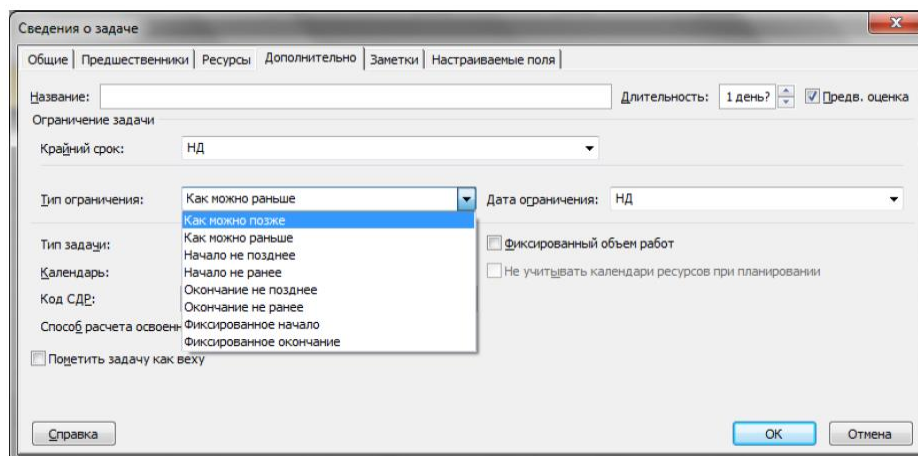 Сведения о задаче
Общие Предшественники Ресурсы Дополнительно Заметки Настраиваемые поля
Название: Длительность: 1 день? Предв. оценка
Ограничение задачи
Крайний срок: НД
Тип ограничения: Как можно раньше Дата ограничения: НД
Как можно позже
Как можно раньше
Тип задачи: Начало не позднее Фиксированный объем работ
Календарь: Начало не ранее Не учитывать календари ресурсов при планировании
Код СДР: Окончание не позднее
Окончание не ранее
Способ расчета освоенн Фиксированное начало
Фиксированное окончание
Пометить задачу как веху
Справка ОК Отмена